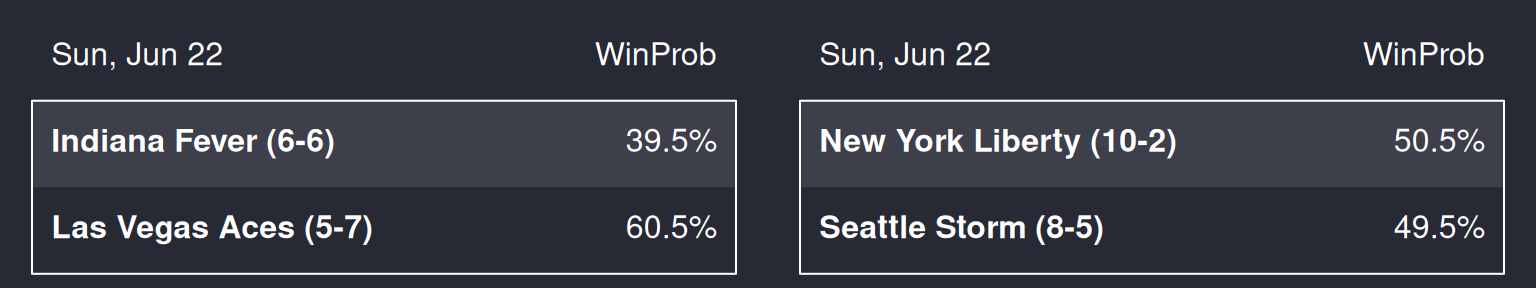 Sun, Jun 22 WinProb
Indiana Fever (6-6) 39.5%
Las Vegas Aces (5-7) 60.5%
Sun, Jun 22 WinProb
New York Liberty (10-2) 50.5%
Seattle Storm (8-5) 49.5%